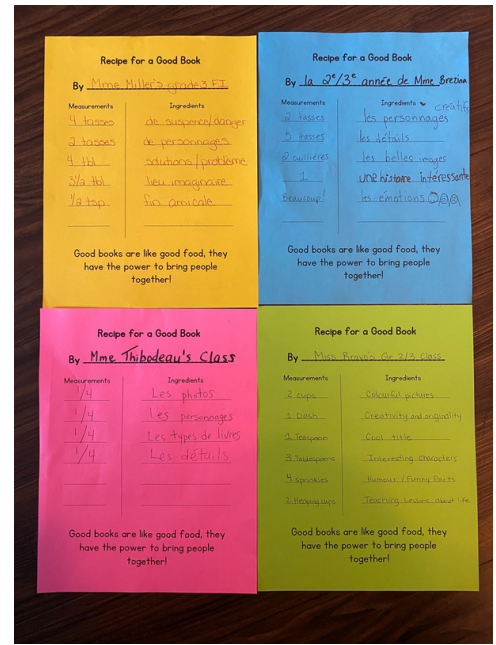 Recipe for a Good Book
By Mme Miller's grade 3 FI
Measurements Ingredients
4 tasses de suspence/danger
2 tasses de personnages
4 tbl solutions/problème
3½ tbl lieu imaginaire
½ tsp fin amicale
Good books are like good food, they
have the power to bring people
together!
Recipe for a Good Book
By la 2e/3e année de Mme Bretinn
Measurements Ingredients créatifs
2 tasses les personnages
5 tasses les détails
2 cuillières les belles images
1 une histoire intéressante
Beaucoup! les émotions
Good books are like good food, they
have the power to bring people
together!
Recipe for a Good Book
By Mme Thibodeau's Class
Measurements Ingredients
1/4 Les photos
1/4 Les personnages
1/4 Les types de livres
1/4 Les détails
Good books are like good food, they
have the power to bring people
together!
Recipe for a Good Book
By Miss Bravo's Gr. 2/3 Class
Measurements Ingredients
2 cups Colourful pictures
1 Dash Creativity and originality
1 Teaspoon Cool title
3 Tablespoons Interesting Characters
4 sprinkles Humour / Funny Parts
2 Heaping cups Teaching Lessons about life
Good books are like good food, they
have the power to bring people
together!